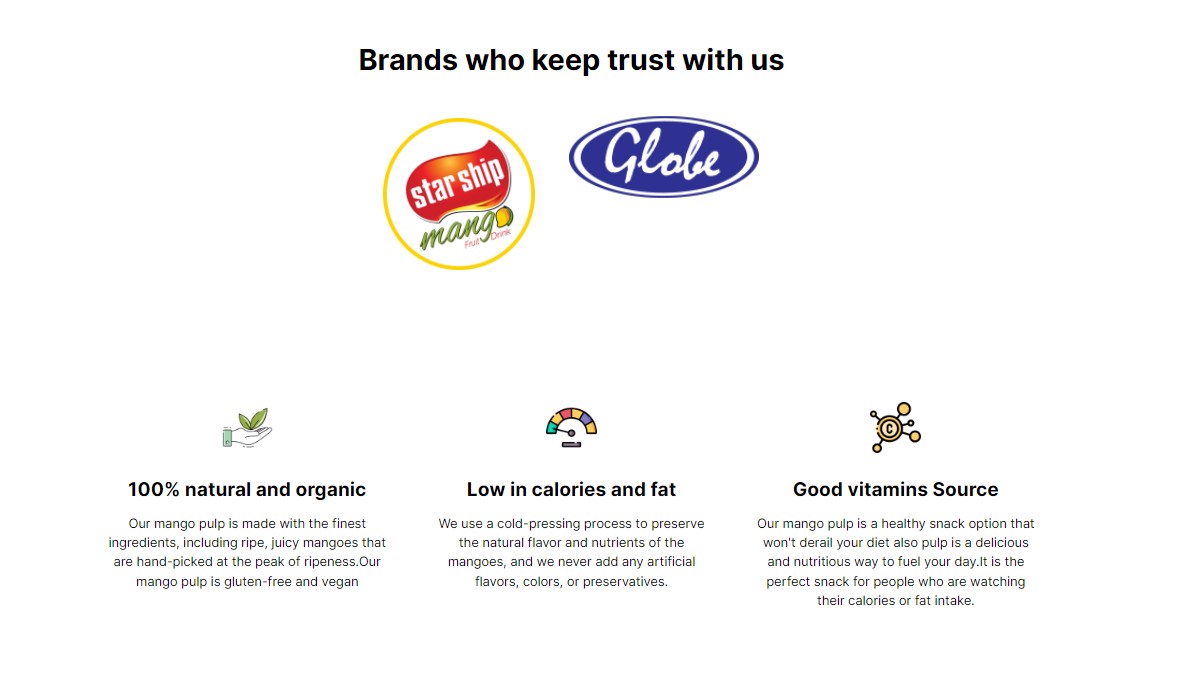 Brands who keep trust with us
star ship
mango
Fruit Drink
Globe
C
100% natural and organic
Our mango pulp is made with the finest
ingredients, including ripe, juicy mangoes that
are hand-picked at the peak of ripeness.Our
mango pulp is gluten-free and vegan
Low in calories and fat
We use a cold-pressing process to preserve
the natural flavor and nutrients of the
mangoes, and we never add any artificial
flavors, colors, or preservatives.
Good vitamins Source
Our mango pulp is a healthy snack option that
won't derail your diet also pulp is a delicious
and nutritious way to fuel your day.It is the
perfect snack for people who are watching
their calories or fat intake.